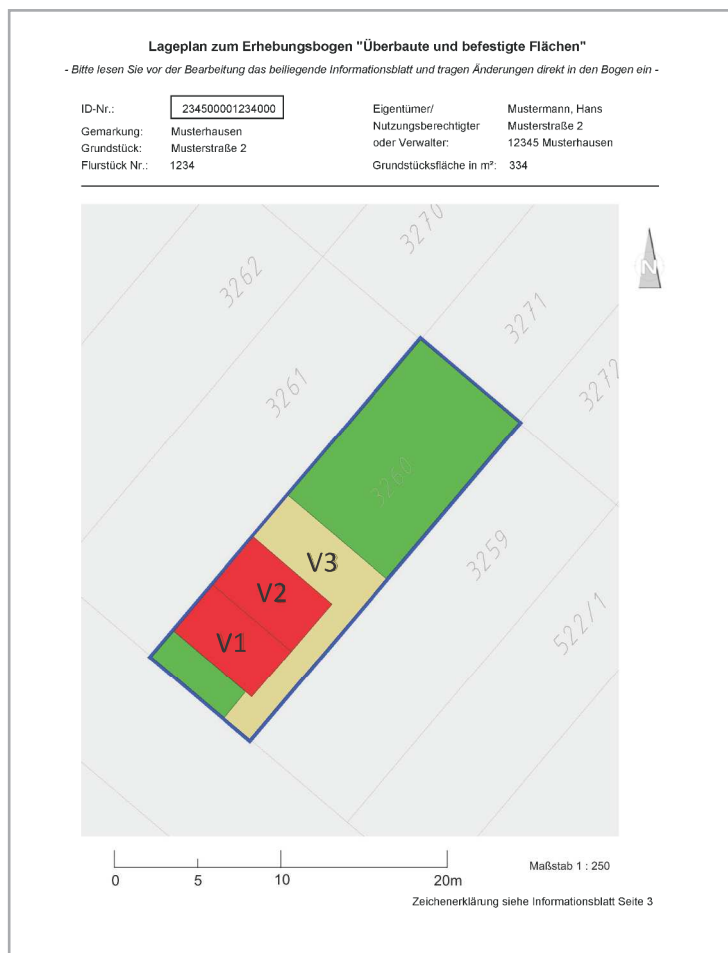 Lageplan zum Erhebungsbogen "Überbaute und befestigte Flächen"
- Bitte lesen Sie vor der Bearbeitung das beiliegende Informationsblatt und tragen Änderungen direkt in den Bogen ein -
ID-Nr.: 234500001234000
Gemarkung: Musterhausen
Grundstück: Musterstraße 2
Flurstück Nr.: 1234
Eigentümer/ Mustermann, Hans
Nutzungsberechtigter Musterstraße 2
oder Verwalter: 12345 Musterhausen
Grundstücksfläche in m²: 334
3270
3262
N
3271
3261
3272
3260
3259
V3
V2
522/1
V1
0 5 10 20m
Maßstab 1 : 250
Zeichenerklärung siehe Informationsblatt Seite 3